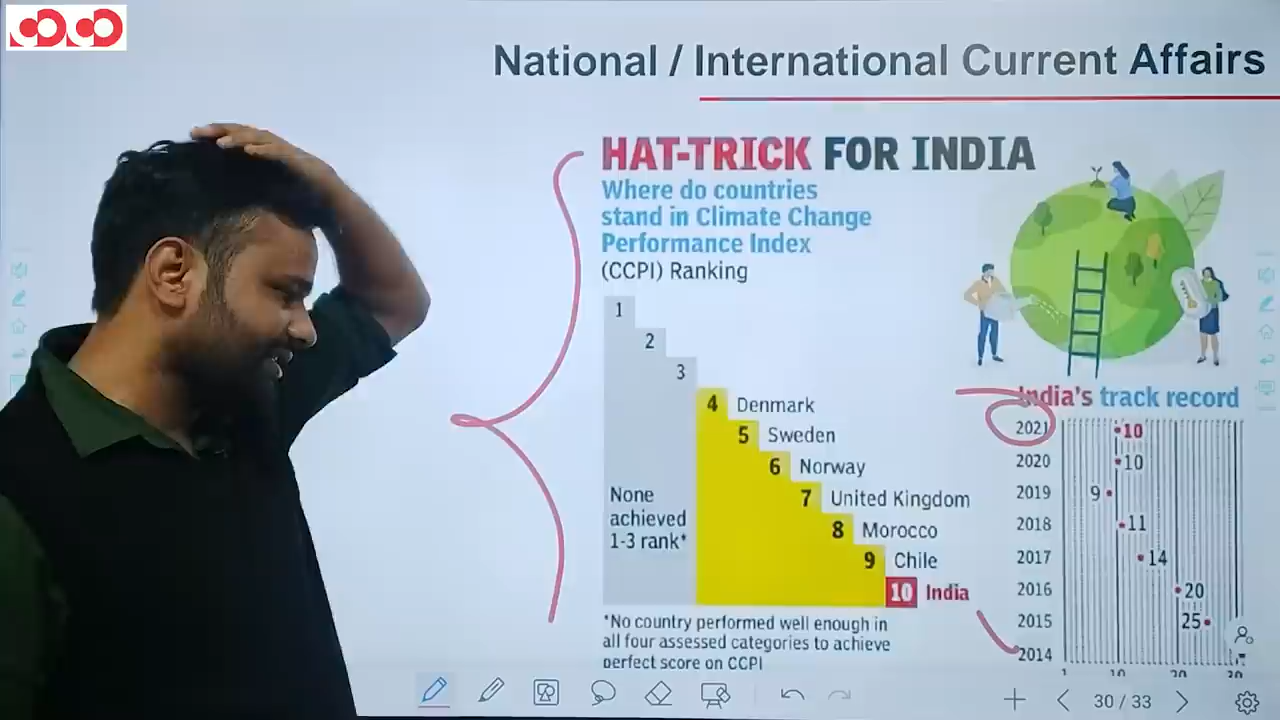 National / International Current Affairs
HAT-TRICK FOR INDIA
Where do countries
stand in Climate Change
Performance Index
(CCPI) Ranking
1
2
3
4 Denmark
5 Sweden
6 Norway
7 United Kingdom
8 Morocco
9 Chile
10 India
None
achieved
1-3 rank*
*No country performed well enough in
all four assessed categories to achieve
perfect score on CCPI
India's track record
2021 10
2020 10
2019 9
2018 11
2017 14
2016 20
2015 25
2014
1 10 20 30
30 / 33